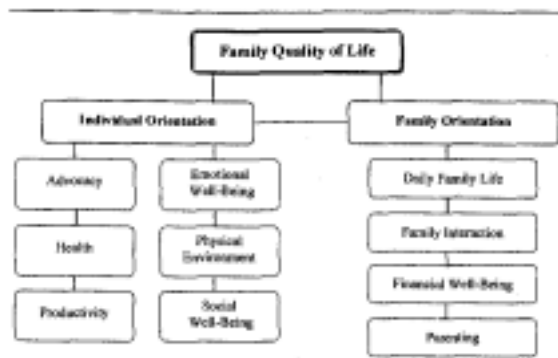 Family Quality of Life
Individual Orientation
Family Orientation
Advocacy
Emotional
Well-Being
Daily Family Life
Health
Physical
Environment
Family Interaction
Productivity
Social
Well-Being
Financial Well-Being
Parenting